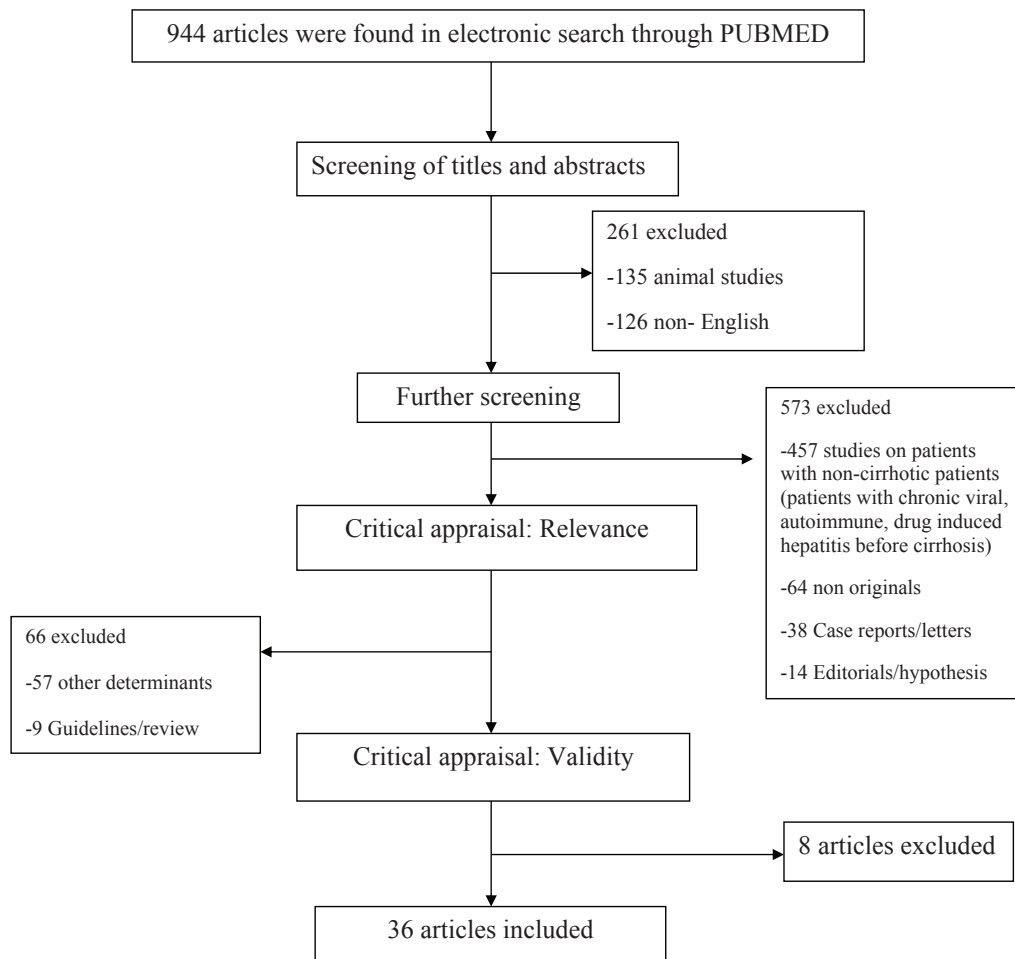 944 articles were found in electronic search through PUBMED
Screening of titles and abstracts
261 excluded
-135 animal studies
-126 non- English
Further screening
573 excluded
-457 studies on patients
with non-cirrhotic patients
(patients with chronic viral,
autoimmune, drug induced
hepatitis before cirrhosis)
-64 non originals
-38 Case reports/letters
-14 Editorials/hypothesis
Critical appraisal: Relevance
66 excluded
-57 other determinants
-9 Guidelines/review
Critical appraisal: Validity
8 articles excluded
36 articles included